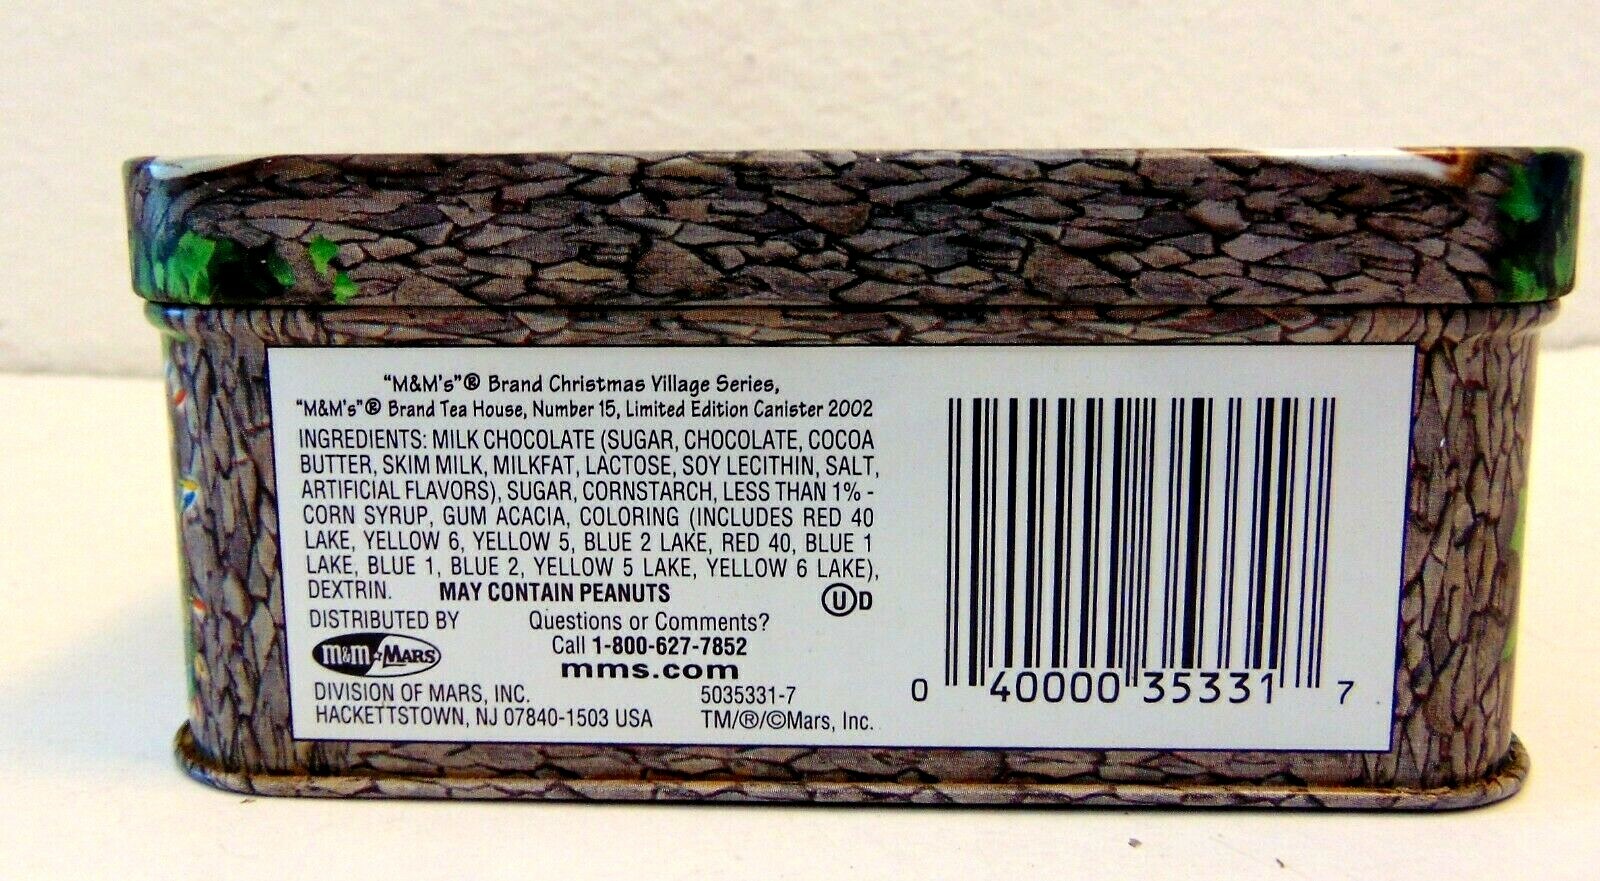 "M&M's"® Brand Christmas Village Series,
"M&M's"® Brand Tea House, Number 15, Limited Edition Canister 2002
INGREDIENTS: MILK CHOCOLATE (SUGAR, CHOCOLATE, COCOA
BUTTER, SKIM MILK, MILKFAT, LACTOSE, SOY LECITHIN, SALT,
ARTIFICIAL FLAVORS), SUGAR, CORNSTARCH, LESS THAN 1% -
CORN SYRUP, GUM ACACIA, COLORING (INCLUDES RED 40
LAKE, YELLOW 6, YELLOW 5, BLUE 2 LAKE, RED 40, BLUE 1
LAKE, BLUE 1, BLUE 2, YELLOW 5 LAKE, YELLOW 6 LAKE),
DEXTRIN. MAY CONTAIN PEANUTS
Ⓤ D
DISTRIBUTED BY
m&m MARS
DIVISION OF MARS, INC.
HACKETTSTOWN, NJ 07840-1503 USA
Questions or Comments?
Call 1-800-627-7852
mms.com
5035331-7
TM/®/©Mars, Inc.
0 40000 35331 7